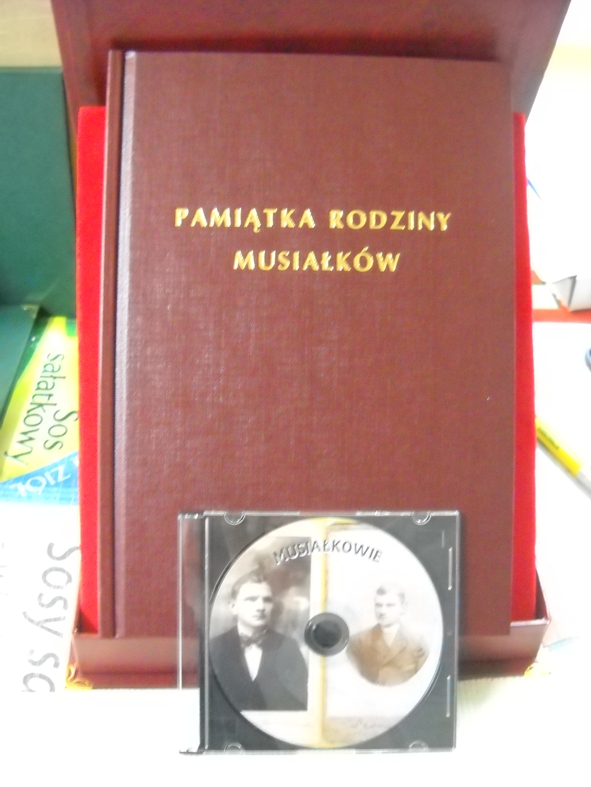 PAMIĄTKA RODZINY
MUSIAŁKÓW
MUSIAŁKOWIE
Sos
sałatkowy
Sosy